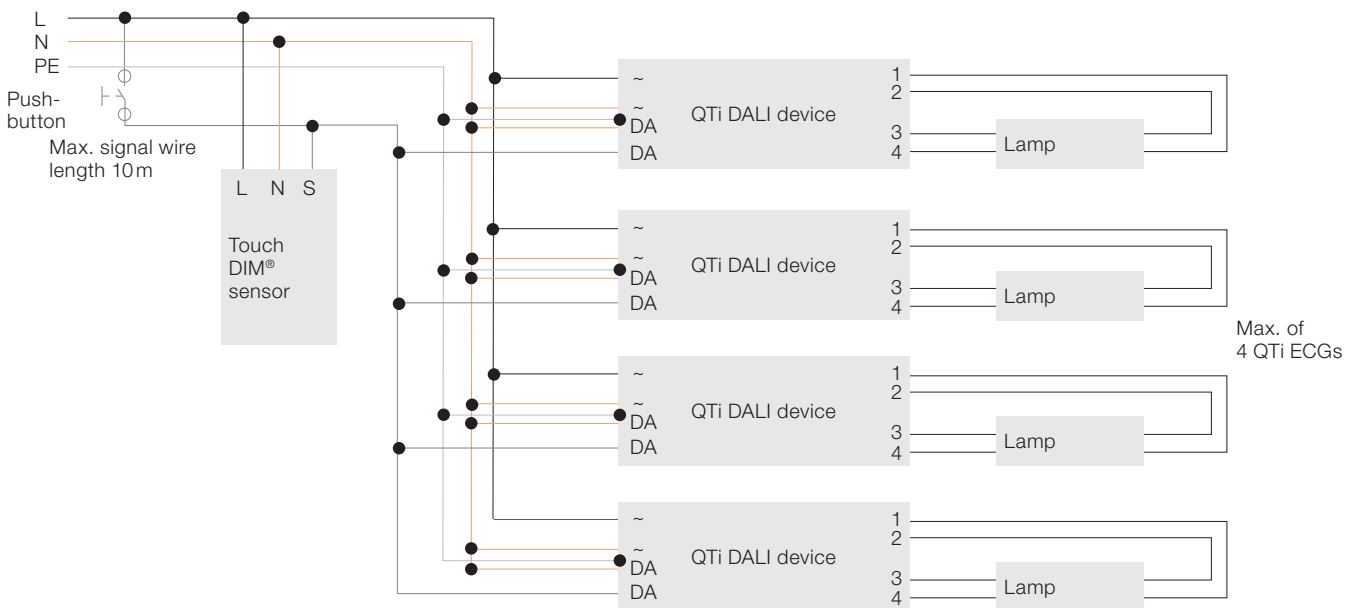 L
N
PE
Push-
button
Max. signal wire
length 10 m
L N S
Touch
DIM®
sensor
~
~
DA
DA
QTi DALI device
1
2
3
4
Lamp
~
~
DA
DA
QTi DALI device
1
2
3
4
Lamp
Max. of
4 QTi ECGs
~
~
DA
DA
QTi DALI device
1
2
3
4
Lamp
~
~
DA
DA
QTi DALI device
1
2
3
4
Lamp